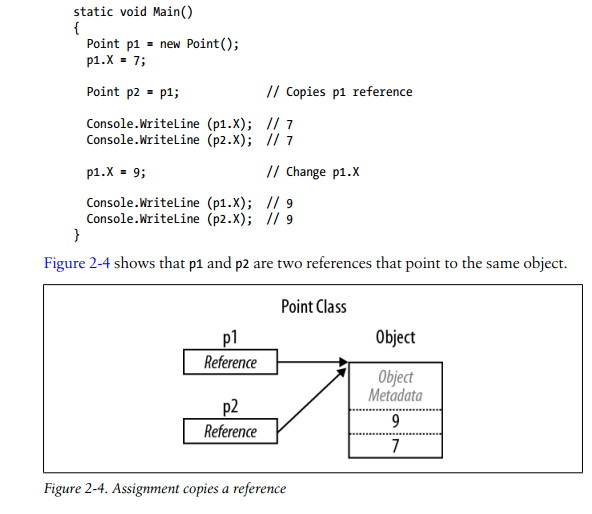 static void Main()
{
  Point p1 = new Point();
  p1.X = 7;

  Point p2 = p1;             // Copies p1 reference

  Console.WriteLine (p1.X);  // 7
  Console.WriteLine (p2.X);  // 7

  p1.X = 9;                  // Change p1.X

  Console.WriteLine (p1.X);  // 9
  Console.WriteLine (p2.X);  // 9
}
Figure 2-4 shows that p1 and p2 are two references that point to the same object.
Point Class
p1
Reference
p2
Reference
Object
Object
Metadata
9
7
Figure 2-4. Assignment copies a reference